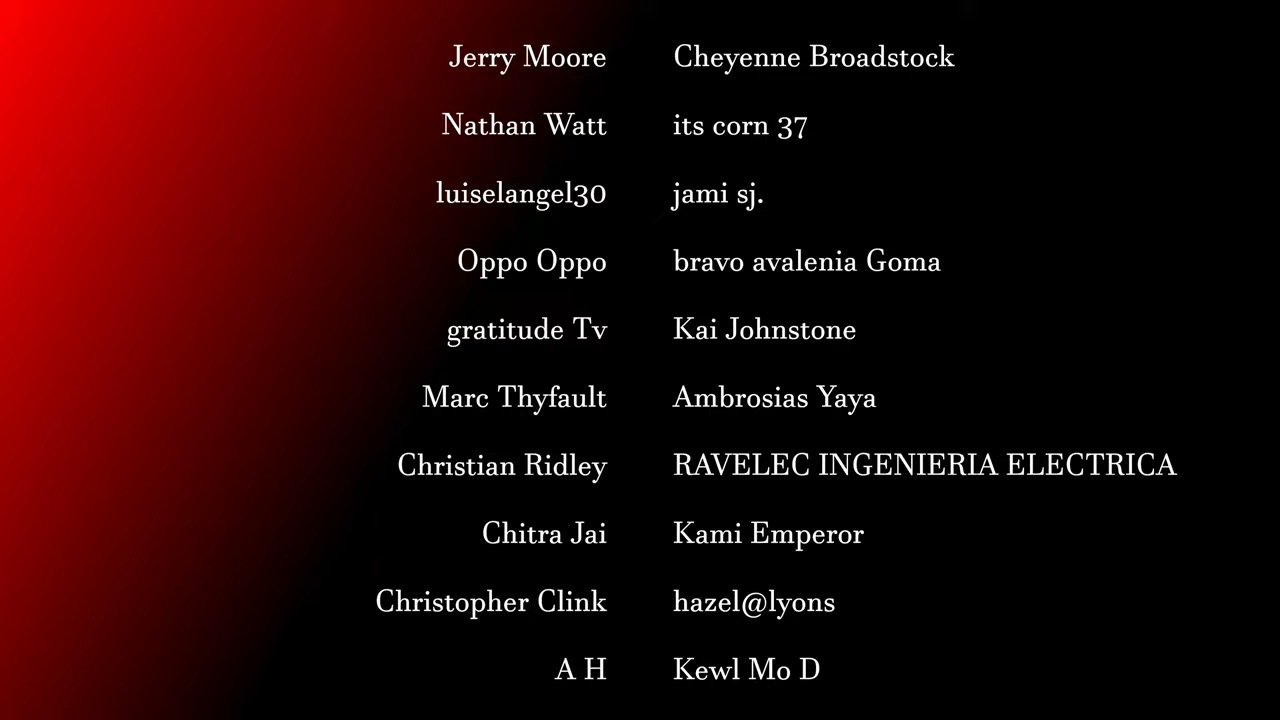 Jerry Moore Cheyenne Broadstock
Nathan Watt its corn 37
luiselangel30 jami sj.
Oppo Oppo bravo avalenia Goma
gratitude Tv Kai Johnstone
Marc Thyfault Ambrosias Yaya
Christian Ridley RAVELEC INGENIERIA ELECTRICA
Chitra Jai Kami Emperor
Christopher Clink hazel@lyons
A H Kewl Mo D